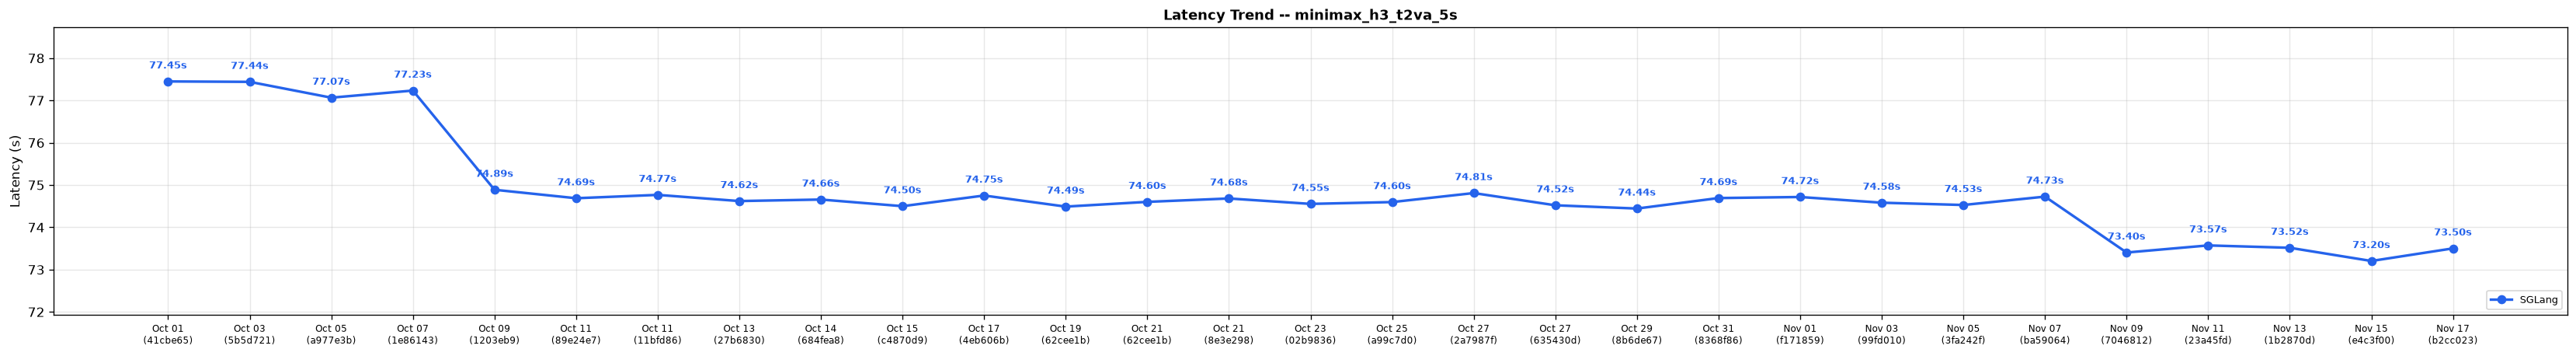 Latency Trend -- minimax_h3_t2va_5s
Latency (s)
78
77
76
75
74
73
72
77.45s
77.44s
77.07s
77.23s
74.89s
74.69s
74.77s
74.62s
74.66s
74.50s
74.75s
74.49s
74.60s
74.68s
74.55s
74.60s
74.81s
74.52s
74.44s
74.69s
74.72s
74.58s
74.53s
74.73s
73.40s
73.57s
73.52s
73.20s
73.50s
SGLang
Oct 01
(41cbe65)
Oct 03
(5b5d721)
Oct 05
(a977e3b)
Oct 07
(1e86143)
Oct 09
(1203eb9)
Oct 11
(89e24e7)
Oct 11
(11bfd86)
Oct 13
(27b6830)
Oct 14
(684fea8)
Oct 15
(c4870d9)
Oct 17
(4eb606b)
Oct 19
(62cee1b)
Oct 21
(62cee1b)
Oct 21
(8e3e298)
Oct 23
(02b9836)
Oct 25
(a99c7d0)
Oct 27
(2a7987f)
Oct 27
(635430d)
Oct 29
(8b6de67)
Oct 31
(8368f86)
Nov 01
(f171859)
Nov 03
(99fd010)
Nov 05
(3fa242f)
Nov 07
(ba59064)
Nov 09
(7046812)
Nov 11
(23a45fd)
Nov 13
(1b2870d)
Nov 15
(e4c3f00)
Nov 17
(b2cc023)